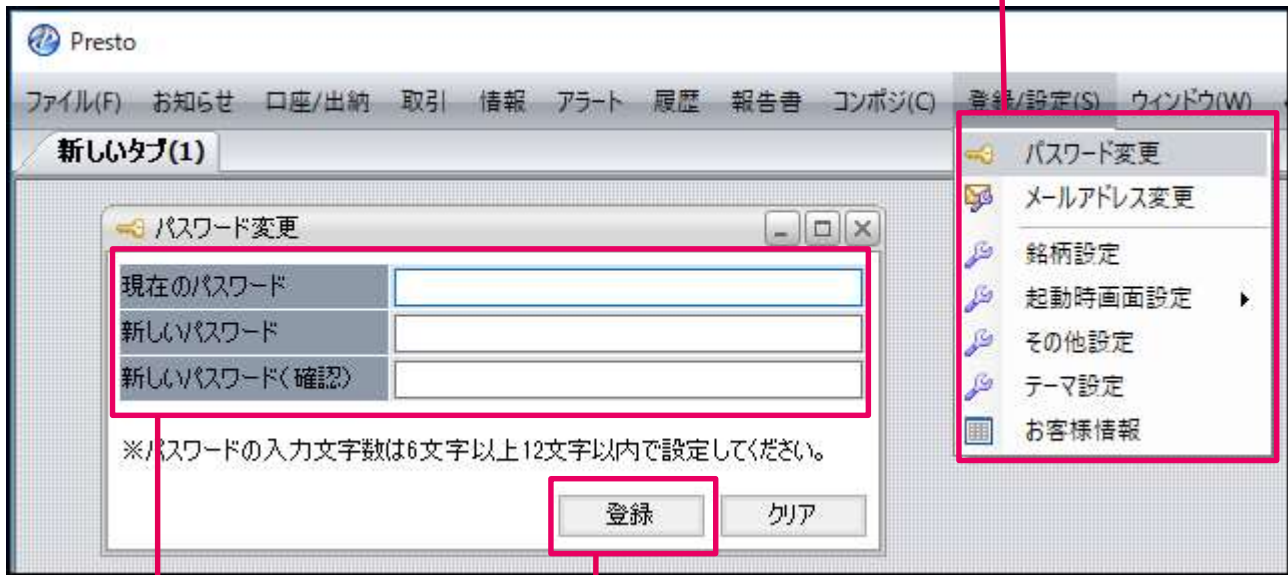 Presto
ファイル(F) お知らせ 口座/出納 取引 情報 アラート 履歴 報告書 コンポジ(C) 登録/設定(S) ウィンドウ(W)
新しいタブ(1)
パスワード変更
メールアドレス変更
銘柄設定
起動時画面設定
その他設定
テーマ設定
お客様情報
パスワード変更
現在のパスワード
新しいパスワード
新しいパスワード(確認)
※パスワードの入力文字数は6文字以上12文字以内で設定してください。
登録 クリア